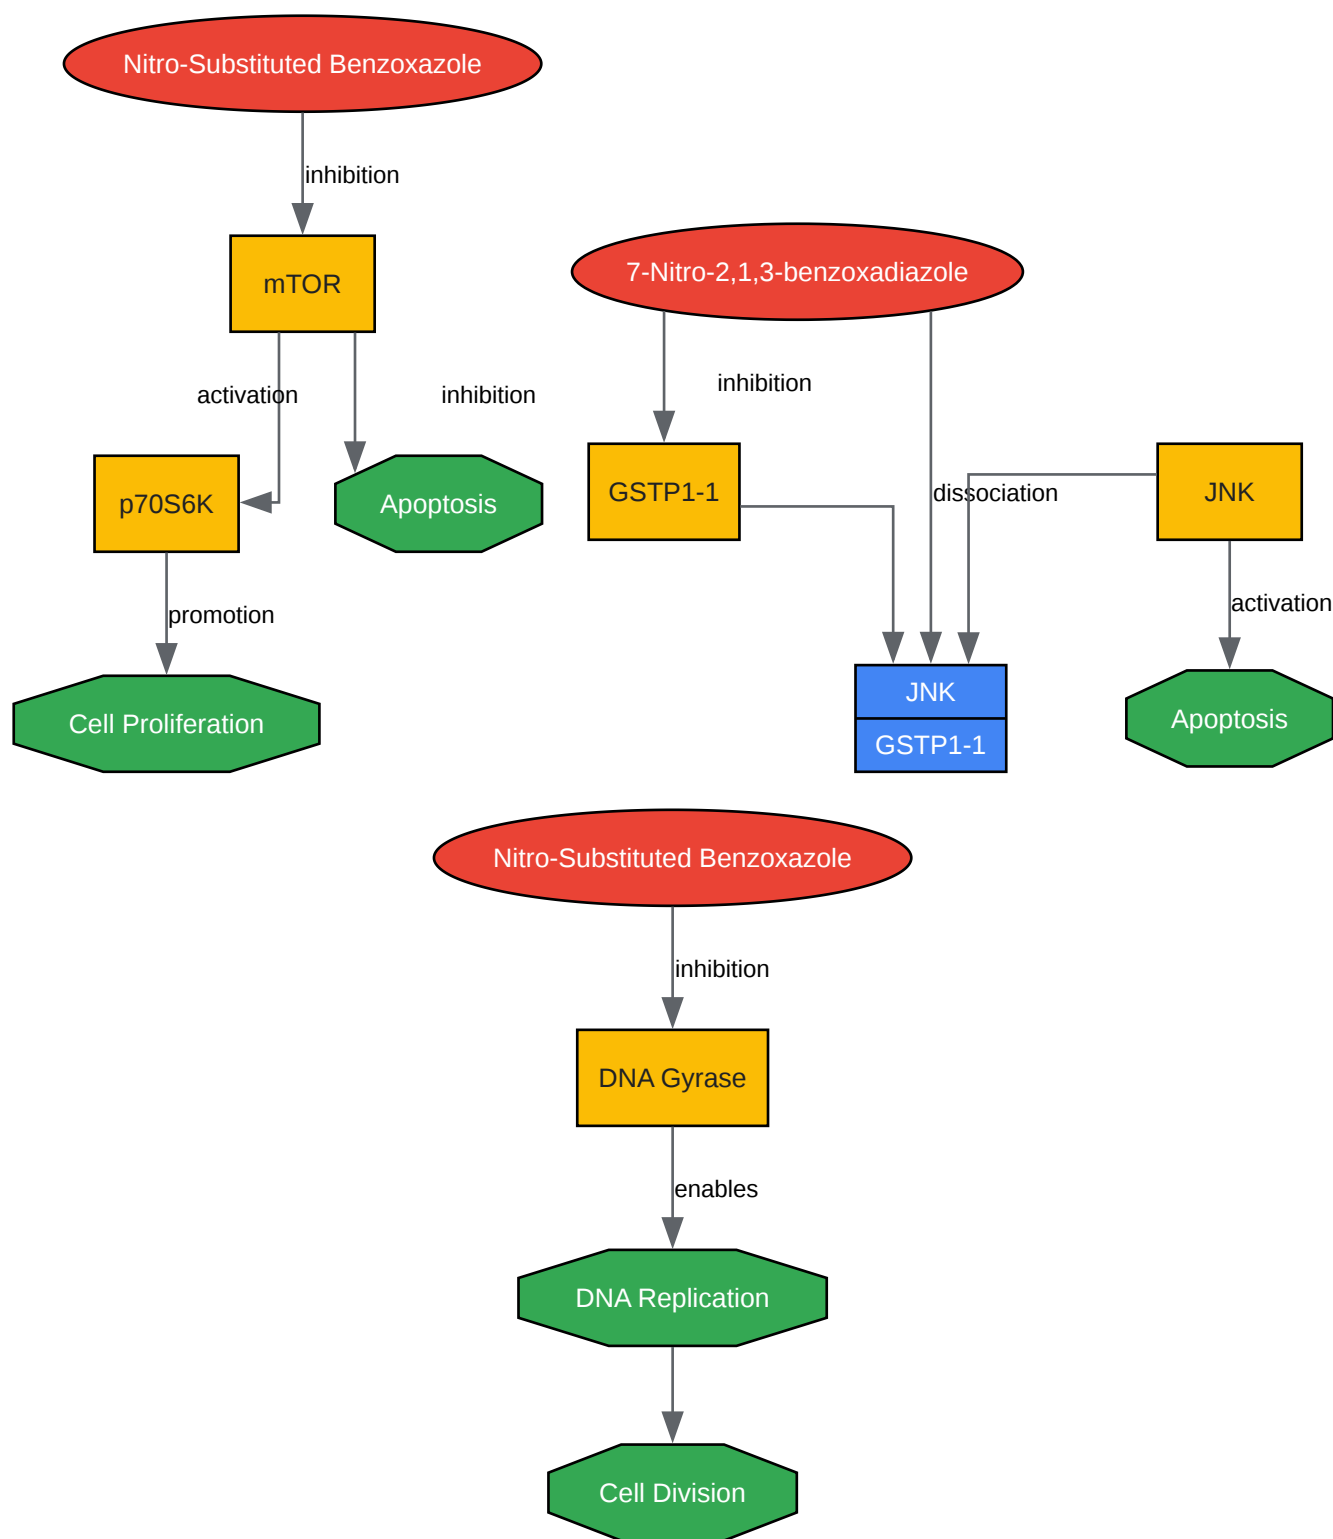 Nitro-Substituted Benzoxazole
inhibition
mTOR
activation
inhibition
p70S6K
Apoptosis
promotion
Cell Proliferation
7-Nitro-2,1,3-benzoxadiazole
inhibition
GSTP1-1
dissociation
JNK
activation
JNK
GSTP1-1
Apoptosis
Nitro-Substituted Benzoxazole
inhibition
DNA Gyrase
enables
DNA Replication
Cell Division